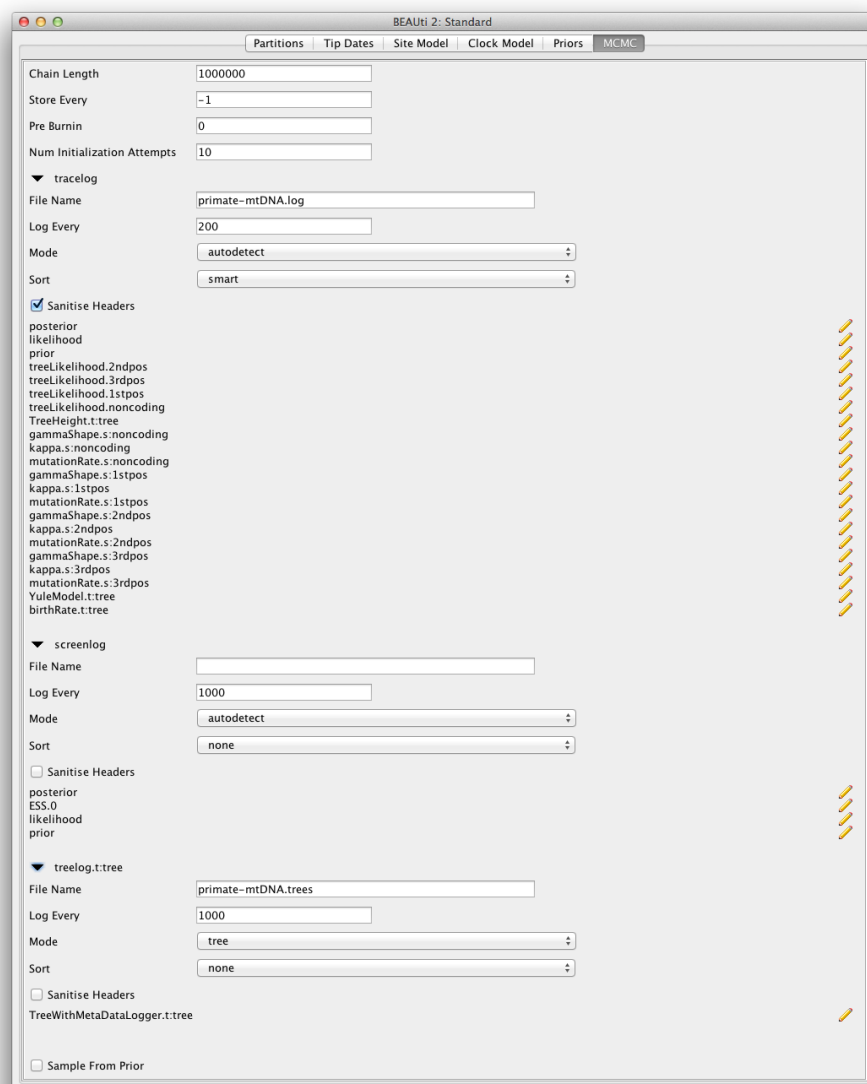 BEAUti 2: Standard
Partitions Tip Dates Site Model Clock Model Priors MCMC
Chain Length 1000000
Store Every -1
Pre Burnin 0
Num Initialization Attempts 10
tracelog
File Name primate-mtDNA.log
Log Every 200
Mode autodetect
Sort smart
Sanitise Headers
posterior
likelihood
prior
treeLikelihood.2ndpos
treeLikelihood.3rdpos
treeLikelihood.1stpos
treeLikelihood.noncoding
TreeHeight.t:tree
gammaShape.s:noncoding
kappa.s:noncoding
mutationRate.s:noncoding
gammaShape.s:1stpos
kappa.s:1stpos
mutationRate.s:1stpos
gammaShape.s:2ndpos
kappa.s:2ndpos
mutationRate.s:2ndpos
gammaShape.s:3rdpos
kappa.s:3rdpos
mutationRate.s:3rdpos
YuleModel.t:tree
birthRate.t:tree
screenlog
File Name
Log Every 1000
Mode autodetect
Sort none
Sanitise Headers
posterior
ESS.0
likelihood
prior
treelog.t:tree
File Name primate-mtDNA.trees
Log Every 1000
Mode tree
Sort none
Sanitise Headers
TreeWithMetaDataLogger.t:tree
Sample From Prior